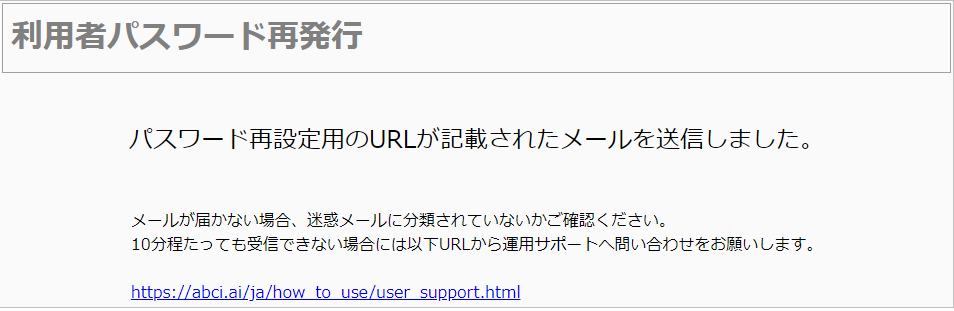 利用者パスワード再発行
パスワード再設定用のURLが記載されたメールを送信しました。
メールが届かない場合、迷惑メールに分類されていないかご確認ください。
10分程たっても受信できない場合には以下URLから運用サポートへ問い合わせをお願いします。
https://abci.ai/ja/how_to_use/user_support.html